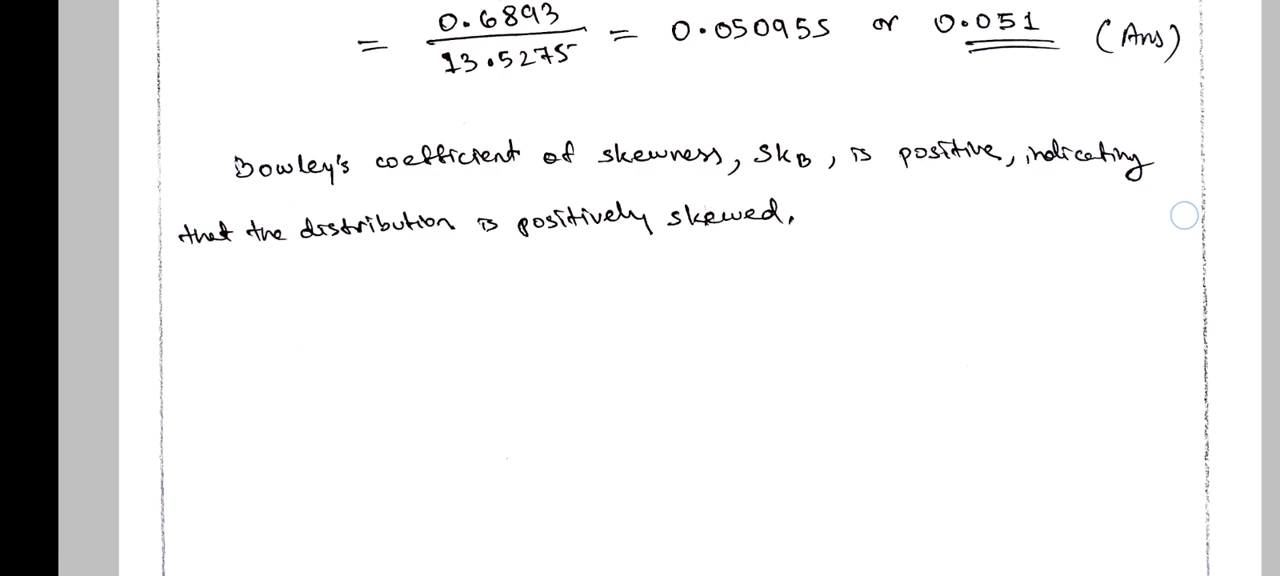 = 0.6893 / 13.5275 = 0.050955 or 0.051 (Ans)
Bowley's coefficient of skewness, SkB, is positive, indicating
that the distribution is positively skewed.